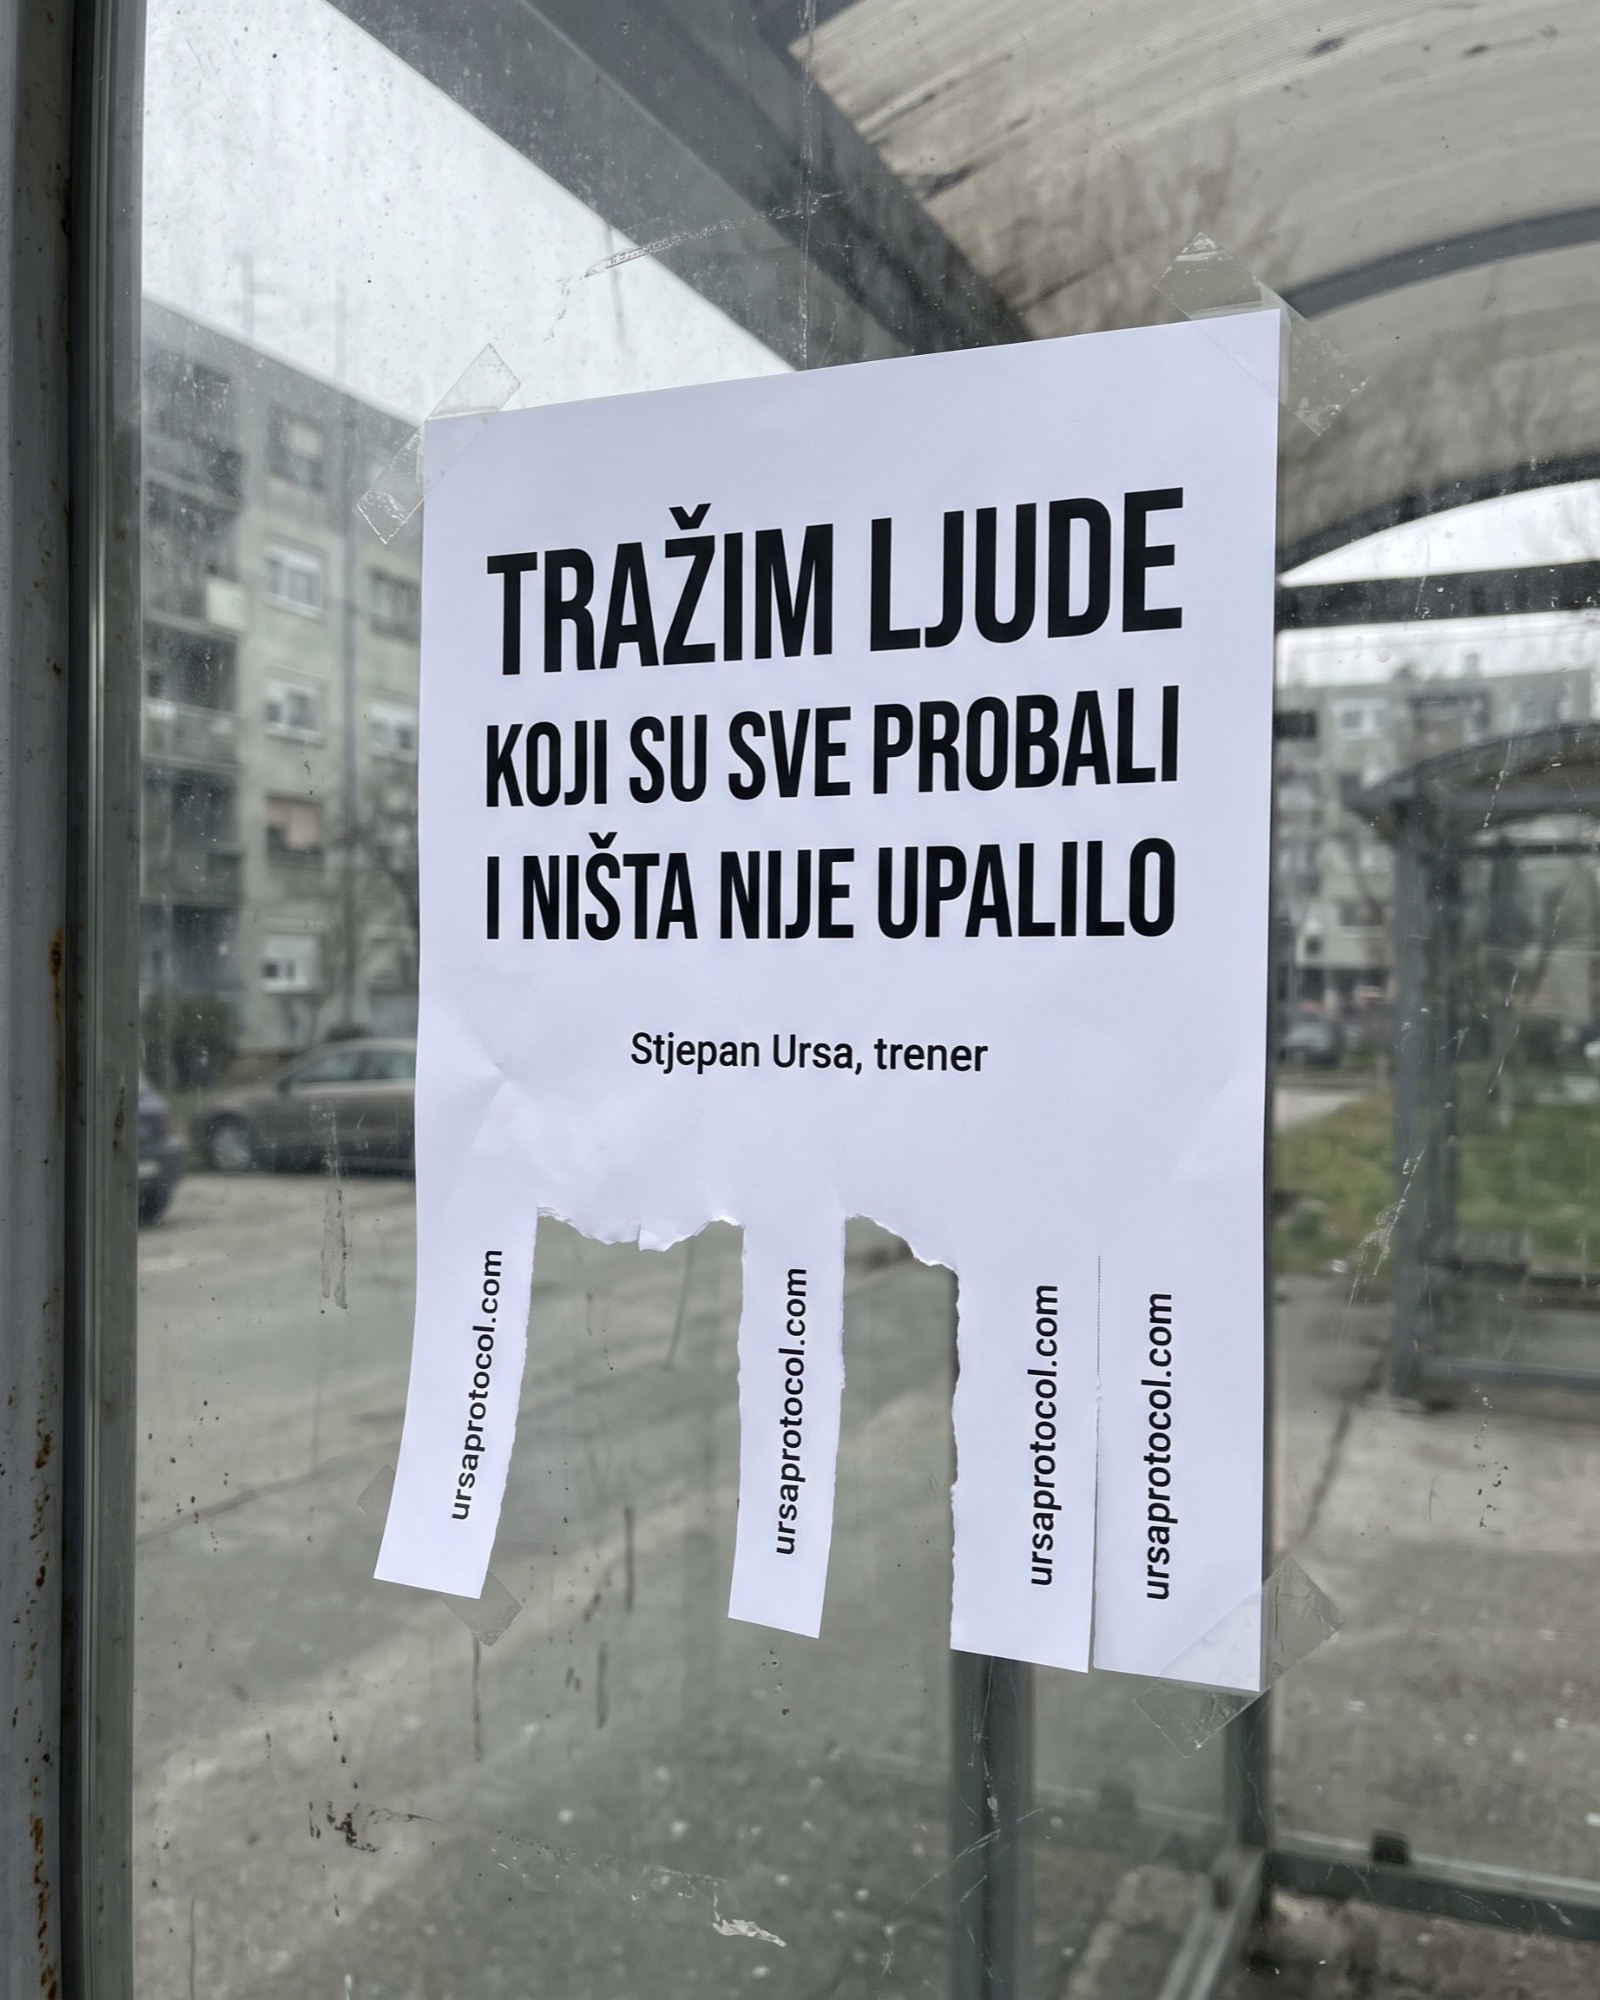 TRAŽIM LJUDE
KOJI SU SVE PROBALI
I NIŠTA NIJE UPALILO
Stjepan Ursa, trener
ursaprotocol.com
ursaprotocol.com
ursaprotocol.com
ursaprotocol.com